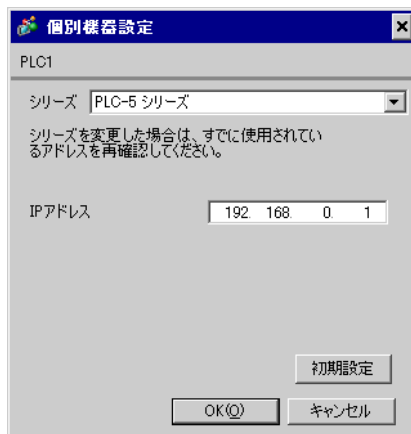 個別機器設定
PLC1
シリーズ PLC-5 シリーズ
シリーズを変更した場合は、すでに使用されてい
るアドレスを再確認してください。
IPアドレス 192. 168. 0. 1
初期設定
OK(O) キャンセル